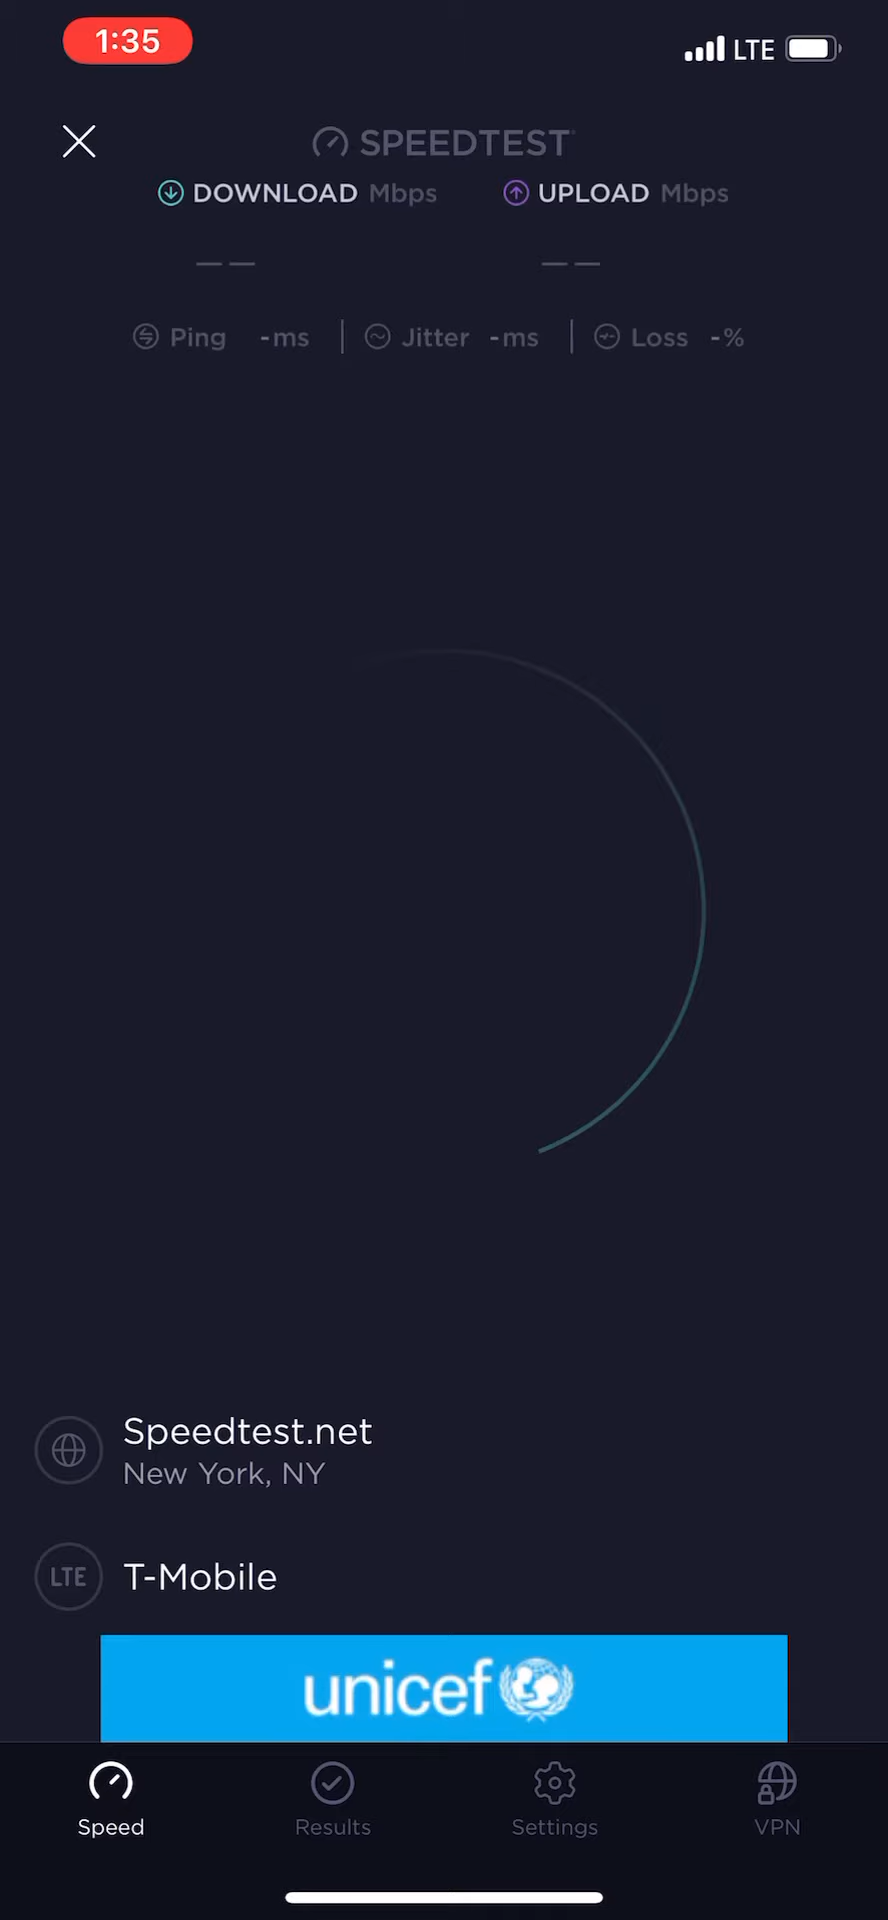 1:35
LTE
SPEEDTEST
DOWNLOAD Mbps
UPLOAD Mbps
— —
— —
Ping -ms
Jitter -ms
Loss -%
Speedtest.net
New York, NY
LTE
T-Mobile
unicef
Speed
Results
Settings
VPN